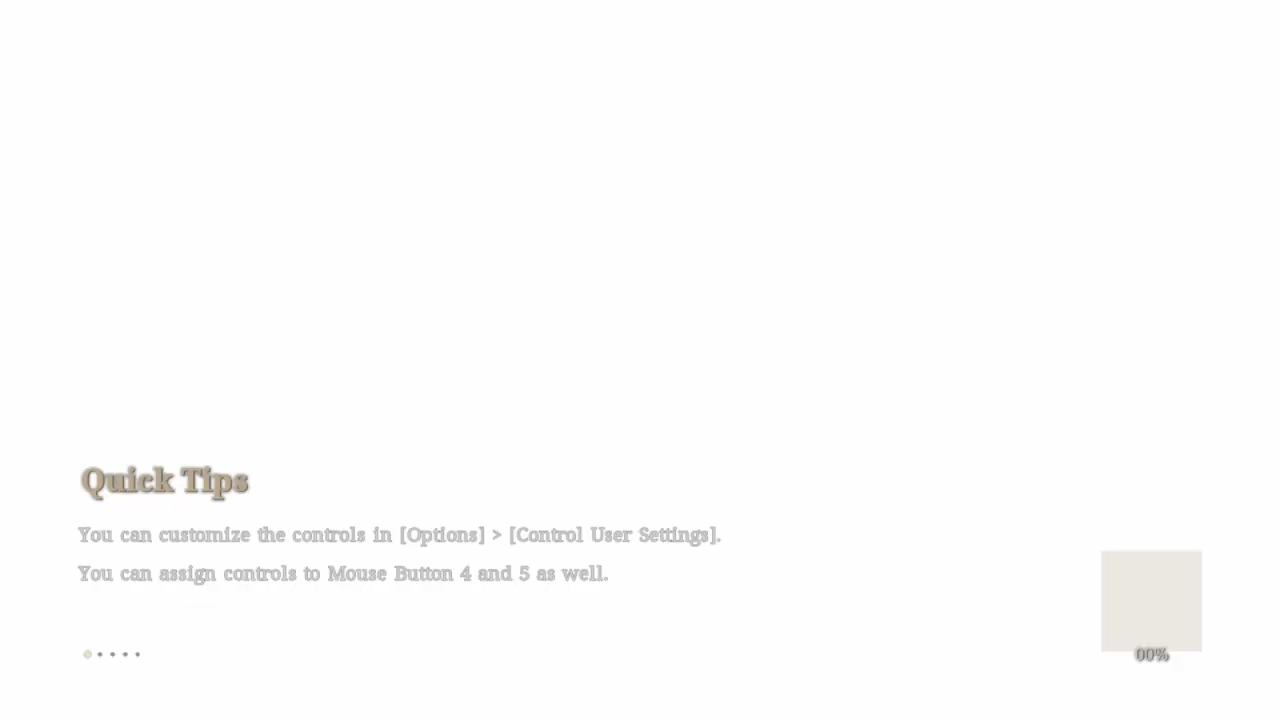 Quick Tips
You can customize the controls in [Options] > [Control User Settings].
You can assign controls to Mouse Button 4 and 5 as well.
00%